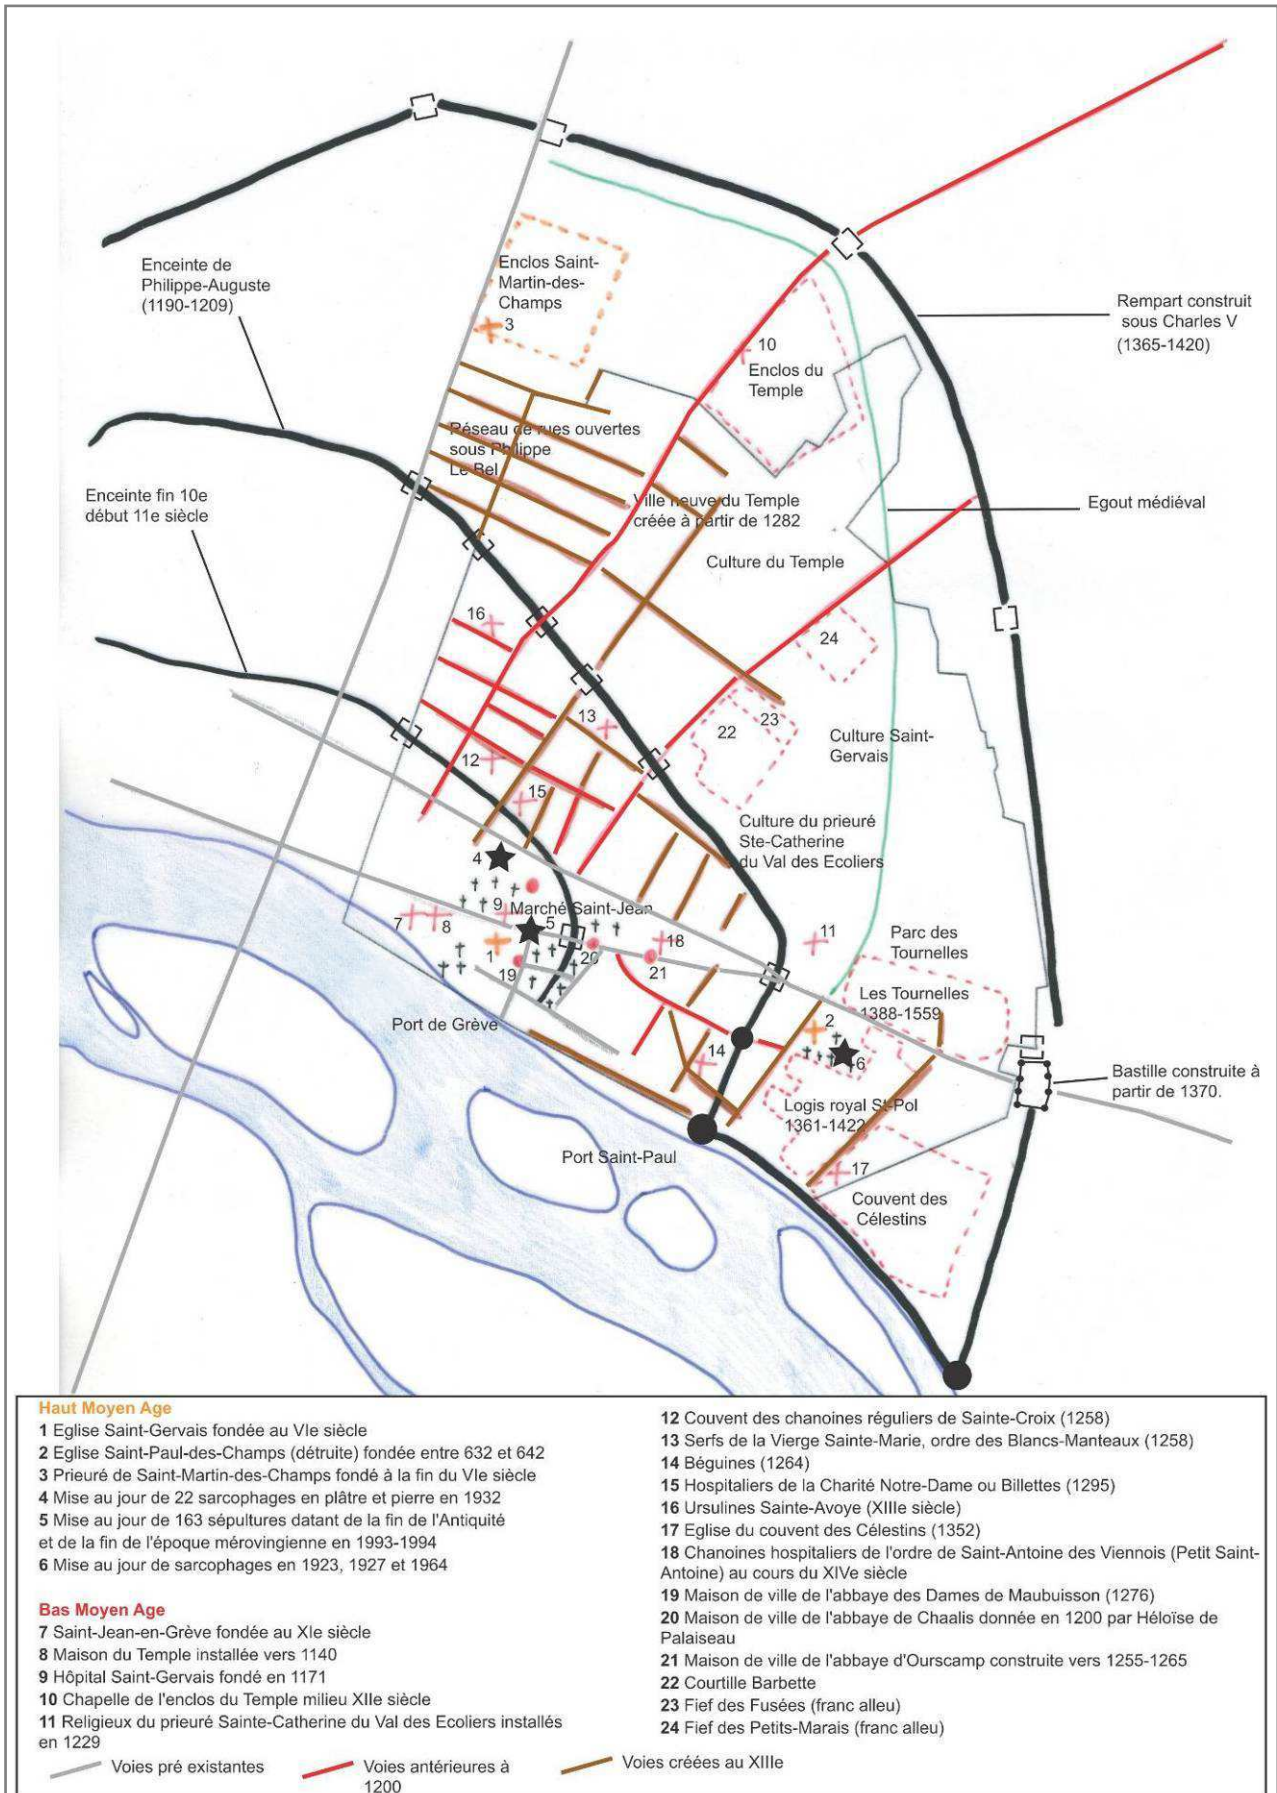 Enclos Saint-
Martin-des-
Champs
3
Enceinte de
Philippe-Auguste
(1190-1209)
Rempart construit
sous Charles V
(1365-1420)
10
Enclos du
Temple
Réseau de rues ouvertes
sous Philippe
Le Bel
Enceinte fin 10e
début 11e siècle
Ville neuve du Temple
créée à partir de 1282
Egout médiéval
Culture du Temple
16
24
13
22
23
Culture Saint-
Gervais
12
15
Culture du prieuré
Ste-Catherine
du Val des Ecoliers
4
9
Marché Saint-Jean
7
8
5
18
11
1
20
21
19
Parc des
Tournelles
Les Tournelles
1388-1559
Port de Grève
2
14
6
Bastille construite à
partir de 1370.
Logis royal St-Pol
1361-1422
Port Saint-Paul
17
Couvent des
Célestins
Haut Moyen Age
1 Eglise Saint-Gervais fondée au VIe siècle
2 Eglise Saint-Paul-des-Champs (détruite) fondée entre 632 et 642
3 Prieuré de Saint-Martin-des-Champs fondé à la fin du VIe siècle
4 Mise au jour de 22 sarcophages en plâtre et pierre en 1932
5 Mise au jour de 163 sépultures datant de la fin de l'Antiquité
et de la fin de l'époque mérovingienne en 1993-1994
6 Mise au jour de sarcophages en 1923, 1927 et 1964
Bas Moyen Age
7 Saint-Jean-en-Grève fondée au XIe siècle
8 Maison du Temple installée vers 1140
9 Hôpital Saint-Gervais fondé en 1171
10 Chapelle de l'enclos du Temple milieu XIIe siècle
11 Religieux du prieuré Sainte-Catherine du Val des Ecoliers installés
en 1229
12 Couvent des chanoines réguliers de Sainte-Croix (1258)
13 Serfs de la Vierge Sainte-Marie, ordre des Blancs-Manteaux (1258)
14 Béguines (1264)
15 Hospitaliers de la Charité Notre-Dame ou Billettes (1295)
16 Ursulines Sainte-Avoye (XIIIe siècle)
17 Eglise du couvent des Célestins (1352)
18 Chanoines hospitaliers de l'ordre de Saint-Antoine des Viennois (Petit Saint-
Antoine) au cours du XIVe siècle
19 Maison de ville de l'abbaye des Dames de Maubuisson (1276)
20 Maison de ville de l'abbaye de Chaalis donnée en 1200 par Héloïse de
Palaiseau
21 Maison de ville de l'abbaye d'Ourscamp construite vers 1255-1265
22 Courtille Barbette
23 Fief des Fusées (franc alleu)
24 Fief des Petits-Marais (franc alleu)
Voies pré existantes
Voies antérieures à
1200
Voies créées au XIIIe